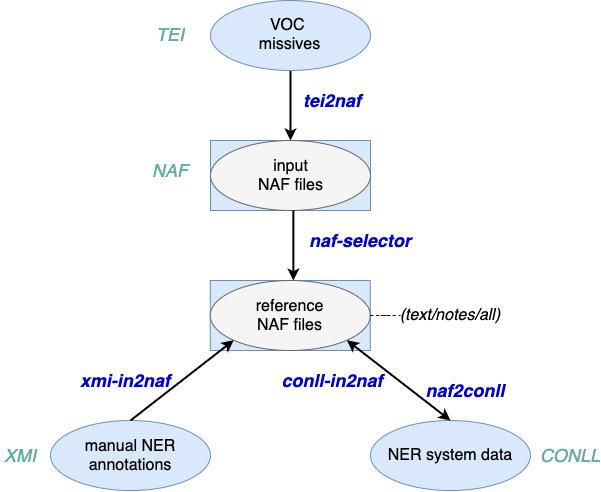 TEI
VOC
missives
tei2naf
NAF
input
NAF files
naf-selector
reference
NAF files
(text/notes/all)
xmi-in2naf
conll-in2naf
naf2conll
XMI
manual NER
annotations
NER system data
CONLL